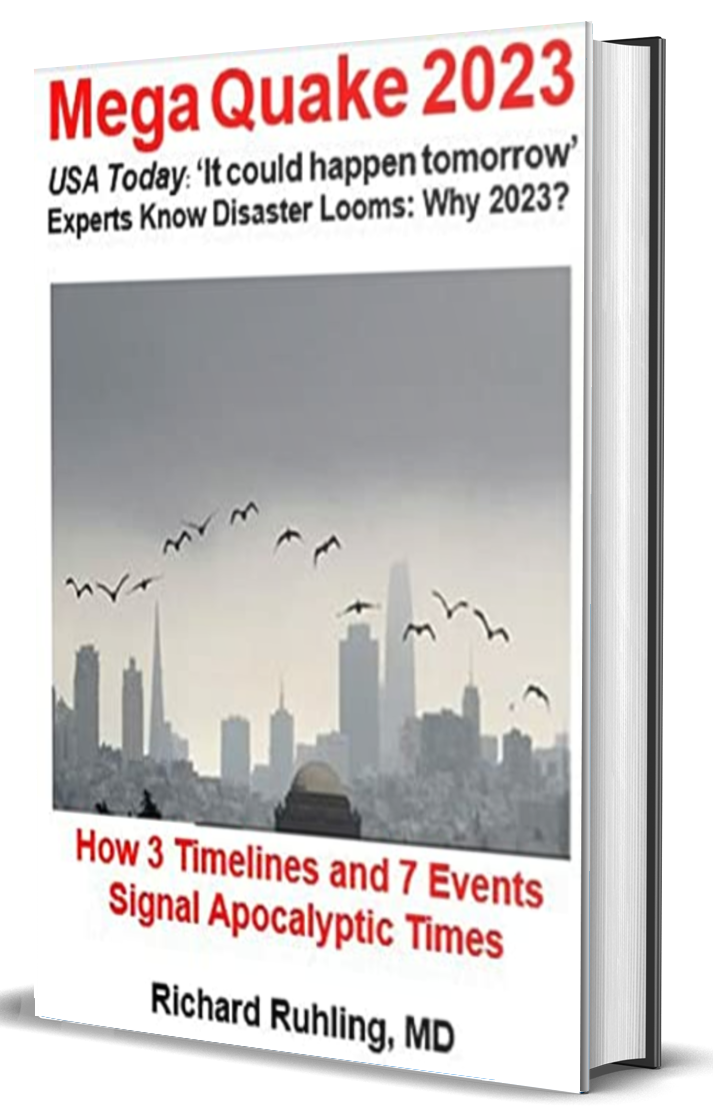 Mega Quake 2023
USA Today: 'It could happen tomorrow'
Experts Know Disaster Looms: Why 2023?
How 3 Timelines and 7 Events
Signal Apocalyptic Times
Richard Ruhling, MD